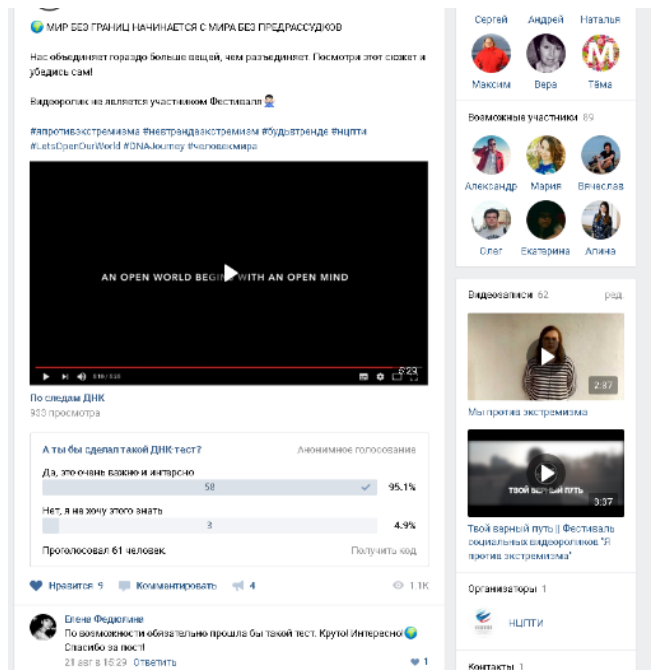 МИР БЕЗ ГРАНИЦ НАЧИНАЕТСЯ С МИРА БЕЗ ПРЕДРАССУДКОВ
Нас объединяет гораздо больше вещей, чем разъединяет. Посмотри этот сюжет и
убедись сам!
Видеоролик не является участником Фестиваля
#япротивэкстремизма #невтрендеэкстремизм #будьвтренде #нцпти
#LetsOpenOurWorld #DNAJourney #человекмира
AN OPEN WORLD BEGINS WITH AN OPEN MIND
5:29
По следам ДНК
933 просмотра
А ты бы сделал такой ДНК-тест?
Анонимное голосование
Да, это очень важно и интересно
58
95.1%
Нет, я не хочу этого знать
3
4.9%
Проголосовал 61 человек.
Получить код
Нравится 9
Комментировать
4
1.1K
Елена Федюлина
По возможности обязательно прошла бы такой тест. Круто! Интересно!
Спасибо за пост!
21 авг в 15:29 Ответить
1
Сергей Андрей Наталья
Максим Вера Тёма
Возможные участники 89
Александр Мария Вячеслав
Олег Екатерина Алина
Видеозаписи 62
ред.
2:37
Мы против экстремизма
ТВОЙ ВЕРНЫЙ ПУТЬ
3:37
Твой верный путь || Фестиваль
социальных видеороликов "Я
против экстремизма"
Организаторы 1
НЦПТИ
Контакты 1